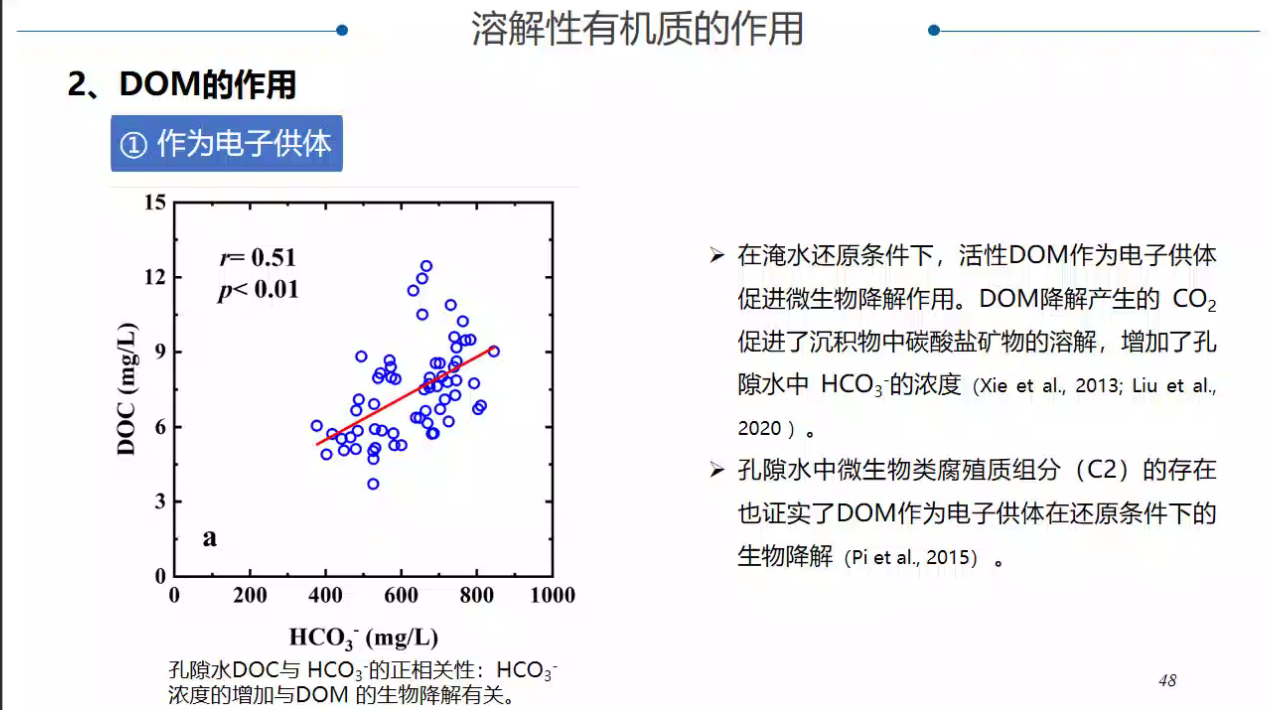 溶解性有机质的作用
2、DOM的作用
① 作为电子供体
15
12
9
6
3
0
r= 0.51
p< 0.01
a
DOC (mg/L)
0 200 400 600 800 1000
HCO₃⁻ (mg/L)
孔隙水DOC与 HCO₃⁻的正相关性：HCO₃⁻
浓度的增加与DOM 的生物降解有关。
➢ 在淹水还原条件下，活性DOM作为电子供体
促进微生物降解作用。DOM降解产生的 CO₂
促进了沉积物中碳酸盐矿物的溶解，增加了孔
隙水中 HCO₃⁻的浓度（Xie et al., 2013; Liu et al.,
2020 ）。
➢ 孔隙水中微生物类腐殖质组分（C2）的存在
也证实了DOM作为电子供体在还原条件下的
生物降解（Pi et al., 2015）。
48